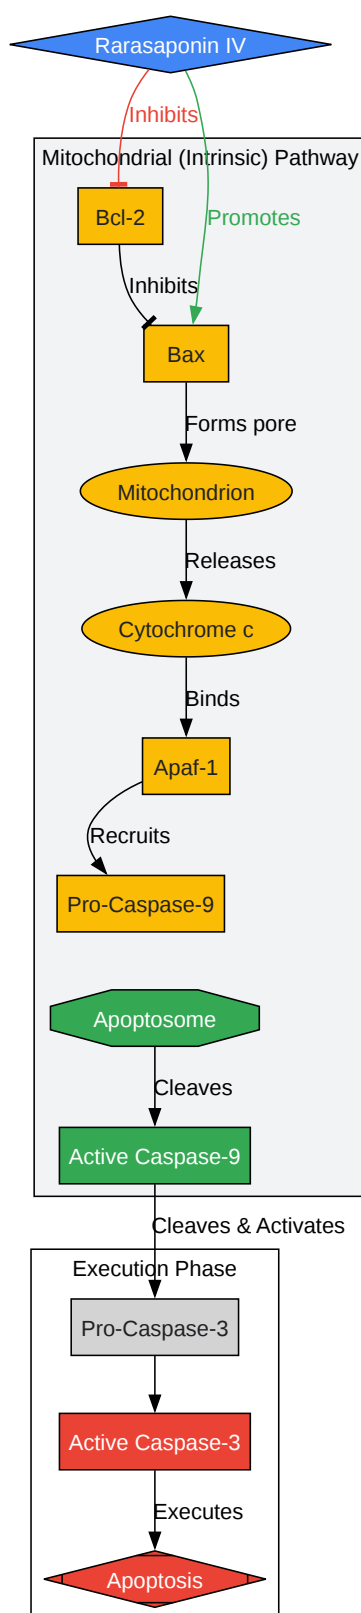 Rarasaponin IV
Inhibits
Mitochondrial (Intrinsic) Pathway
Bcl-2
Promotes
Inhibits
Bax
Forms pore
Mitochondrion
Releases
Cytochrome c
Binds
Apaf-1
Recruits
Pro-Caspase-9
Apoptosome
Cleaves
Active Caspase-9
Cleaves & Activates
Execution Phase
Pro-Caspase-3
Active Caspase-3
Executes
Apoptosis